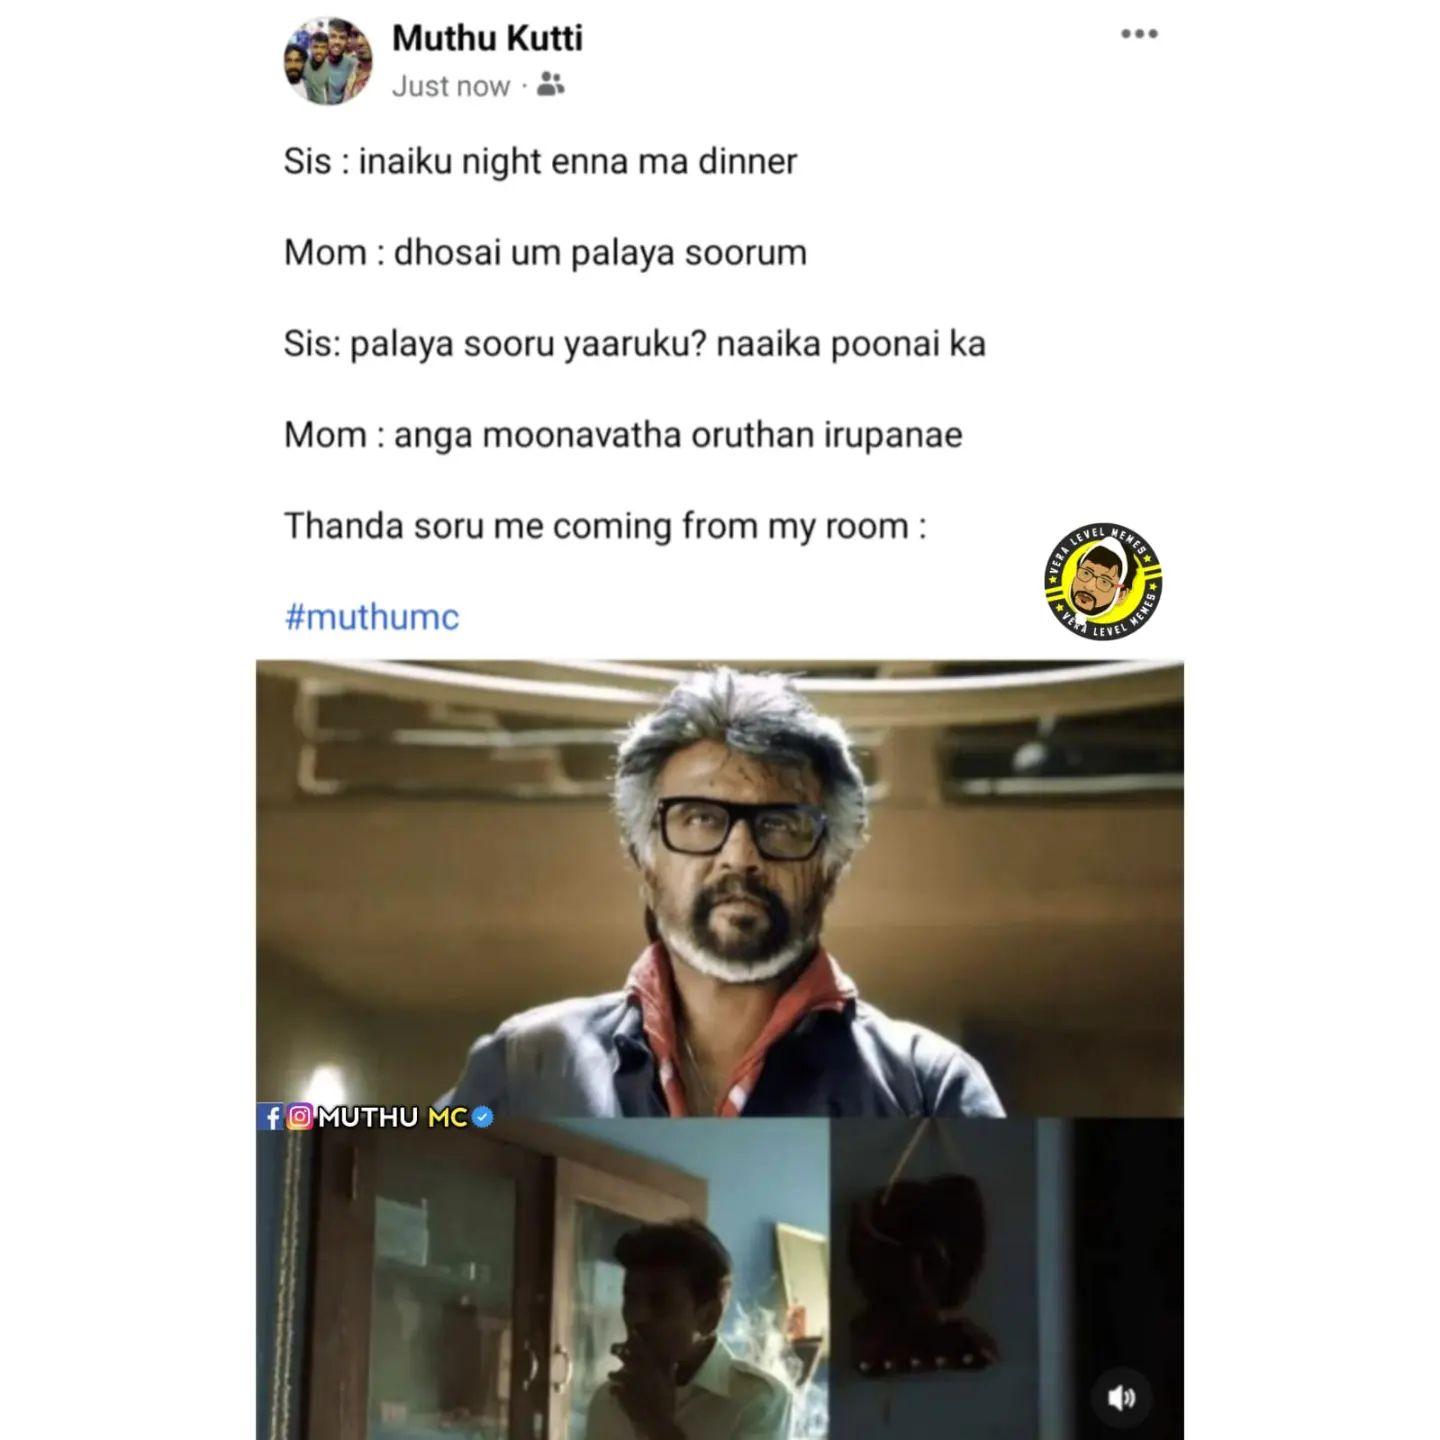 Muthu Kutti
Just now ·
Sis : inaiku night enna ma dinner
Mom : dhosai um palaya soorum
Sis: palaya sooru yaaruku? naaika poonai ka
Mom : anga moonavatha oruthan irupanae
Thanda soru me coming from my room :
#muthumc
VERA LEVEL MEMES
VERA LEVEL MEMES
MUTHU MC